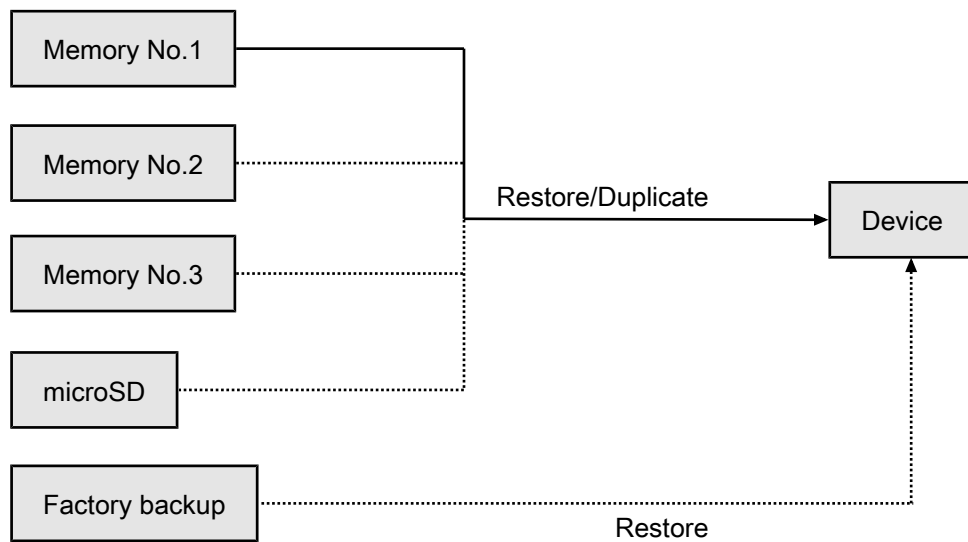 Memory No.1
Memory No.2
Restore/Duplicate
Device
Memory No.3
microSD
Factory backup
Restore